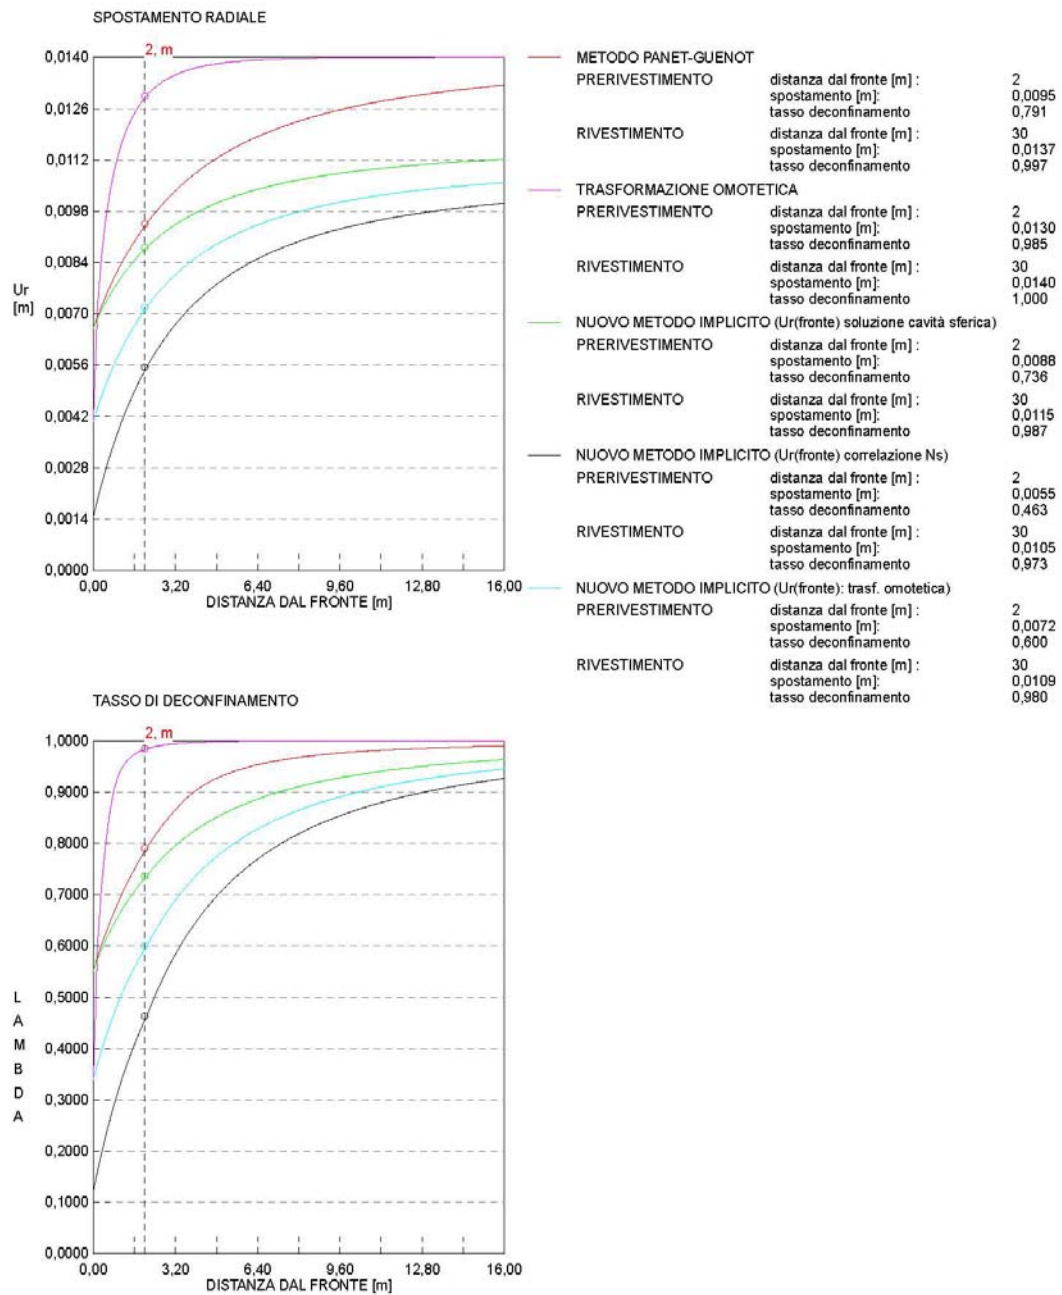 SPOSTAMENTO RADIALE
2, m
0,0140
0,0126
0,0112
0,0098
0,0084
Ur
[m]
0,0070
0,0056
0,0042
0,0028
0,0014
0,0000
0,00 3,20 6,40 9,60 12,80 16,00
DISTANZA DAL FRONTE [m]
METODO PANET-GUENOT
PRERIVESTIMENTO distanza dal fronte [m] : 2
spostamento [m]: 0,0095
tasso deconfinamento 0,791
RIVESTIMENTO distanza dal fronte [m] : 30
spostamento [m]: 0,0137
tasso deconfinamento 0,997
TRASFORMAZIONE OMOTETICA
PRERIVESTIMENTO distanza dal fronte [m] : 2
spostamento [m]: 0,0130
tasso deconfinamento 0,985
RIVESTIMENTO distanza dal fronte [m] : 30
spostamento [m]: 0,0140
tasso deconfinamento 1,000
NUOVO METODO IMPLICITO (Ur(fronte) soluzione cavità sferica)
PRERIVESTIMENTO distanza dal fronte [m] : 2
spostamento [m]: 0,0088
tasso deconfinamento 0,736
RIVESTIMENTO distanza dal fronte [m] : 30
spostamento [m]: 0,0115
tasso deconfinamento 0,987
NUOVO METODO IMPLICITO (Ur(fronte) correlazione Ns)
PRERIVESTIMENTO distanza dal fronte [m] : 2
spostamento [m]: 0,0055
tasso deconfinamento 0,463
RIVESTIMENTO distanza dal fronte [m] : 30
spostamento [m]: 0,0105
tasso deconfinamento 0,973
NUOVO METODO IMPLICITO (Ur(fronte): trasf. omotetica)
PRERIVESTIMENTO distanza dal fronte [m] : 2
spostamento [m]: 0,0072
tasso deconfinamento 0,600
RIVESTIMENTO distanza dal fronte [m] : 30
spostamento [m]: 0,0109
tasso deconfinamento 0,980
TASSO DI DECONFINAMENTO
2, m
1,0000
0,9000
0,8000
0,7000
0,6000
0,5000
0,4000
0,3000
0,2000
0,1000
0,0000
L
A
M
B
D
A
0,00 3,20 6,40 9,60 12,80 16,00
DISTANZA DAL FRONTE [m]